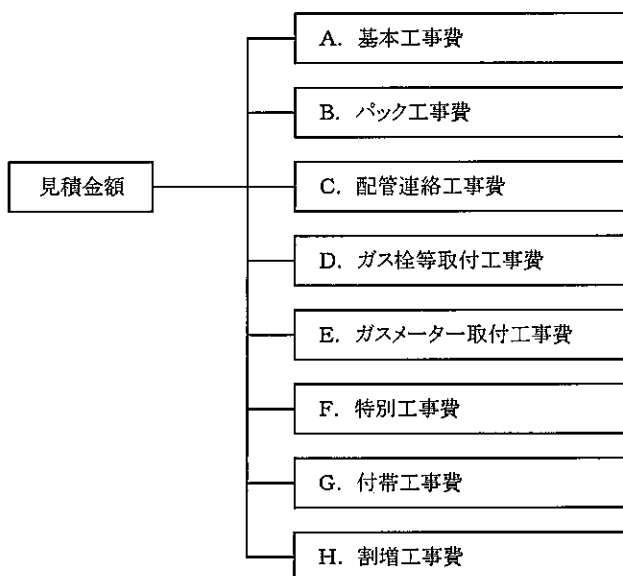 見積金額
A. 基本工事費
B. パック工事費
C. 配管連絡工事費
D. ガス栓等取付工事費
E. ガスメーター取付工事費
F. 特別工事費
G. 付帯工事費
H. 割増工事費